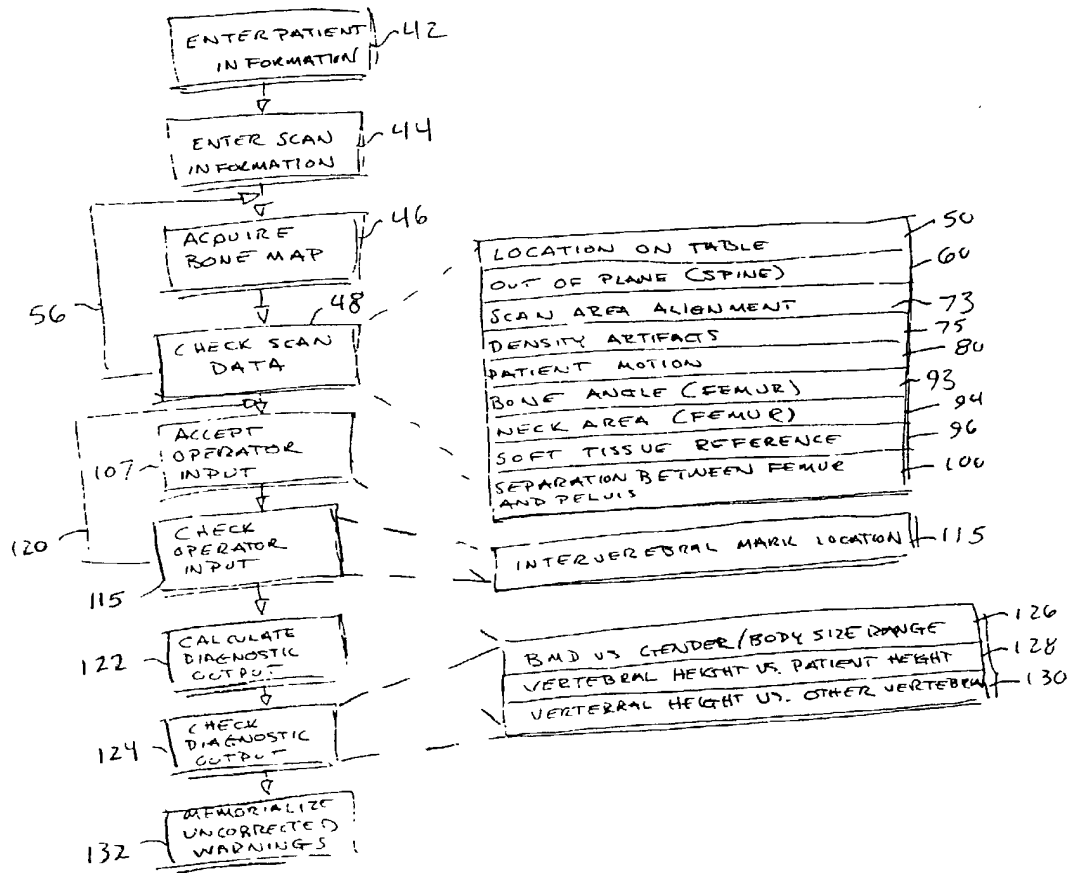 ENTER PATIENT
INFORMATION
42
ENTER SCAN
INFORMATION
44
ACQUIRE
BONE MAP
46
56
48
CHECK SCAN
DATA
ACCEPT
OPERATOR
INPUT
107
120
CHECK
OPERATOR
INPUT
115
CALCULATE
DIAGNOSTIC
OUTPUT
122
CHECK
DIAGNOSTIC
OUTPUT
124
MEMORIALIZE
UNCORRECTED
WARNINGS
132
LOCATION ON TABLE
50
OUT OF PLANE (SPINE)
60
SCAN AREA ALIGNMENT
73
DENSITY ARTIFACTS
75
PATIENT MOTION
80
BONE ANGLE (FEMUR)
93
NECK AREA (FEMUR)
94
SOFT TISSUE REFERENCE
96
SEPARATION BETWEEN FEMUR
AND PELVIS
100
INTERVEREBRAL MARK LOCATION
115
BMD VS GENDER/BODY SIZE RANGE
126
VERTEBRAL HEIGHT VS. PATIENT HEIGHT
128
VERTEBRAL HEIGHT VS. OTHER VERTEBRA
130